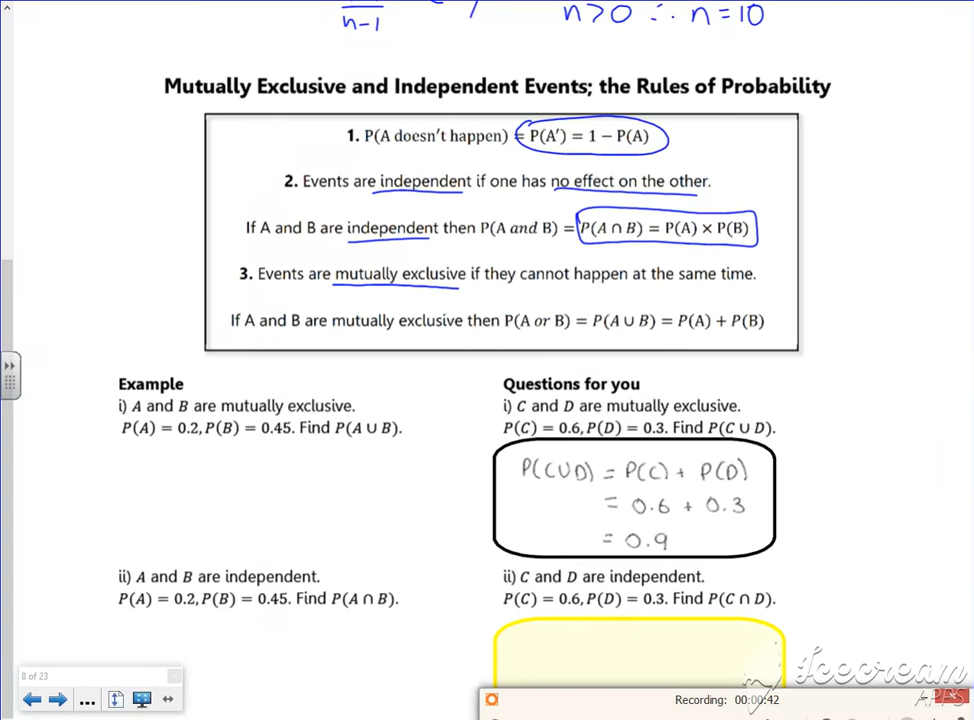 n-1
n>0 ∴ n=10
Mutually Exclusive and Independent Events; the Rules of Probability
1. P(A doesn't happen) = P(A′) = 1 − P(A)
2. Events are independent if one has no effect on the other.
If A and B are independent then P(A and B) = P(A ∩ B) = P(A) × P(B)
3. Events are mutually exclusive if they cannot happen at the same time.
If A and B are mutually exclusive then P(A or B) = P(A ∪ B) = P(A) + P(B)
Example
i) A and B are mutually exclusive.
P(A) = 0.2, P(B) = 0.45. Find P(A ∪ B).
ii) A and B are independent.
P(A) = 0.2, P(B) = 0.45. Find P(A ∩ B).
Questions for you
i) C and D are mutually exclusive.
P(C) = 0.6, P(D) = 0.3. Find P(C ∪ D).
P(C∪D) = P(C) + P(D)
= 0.6 + 0.3
= 0.9
ii) C and D are independent.
P(C) = 0.6, P(D) = 0.3. Find P(C ∩ D).
8 of 23
Icecream
APPS
Recording: 00:00:42